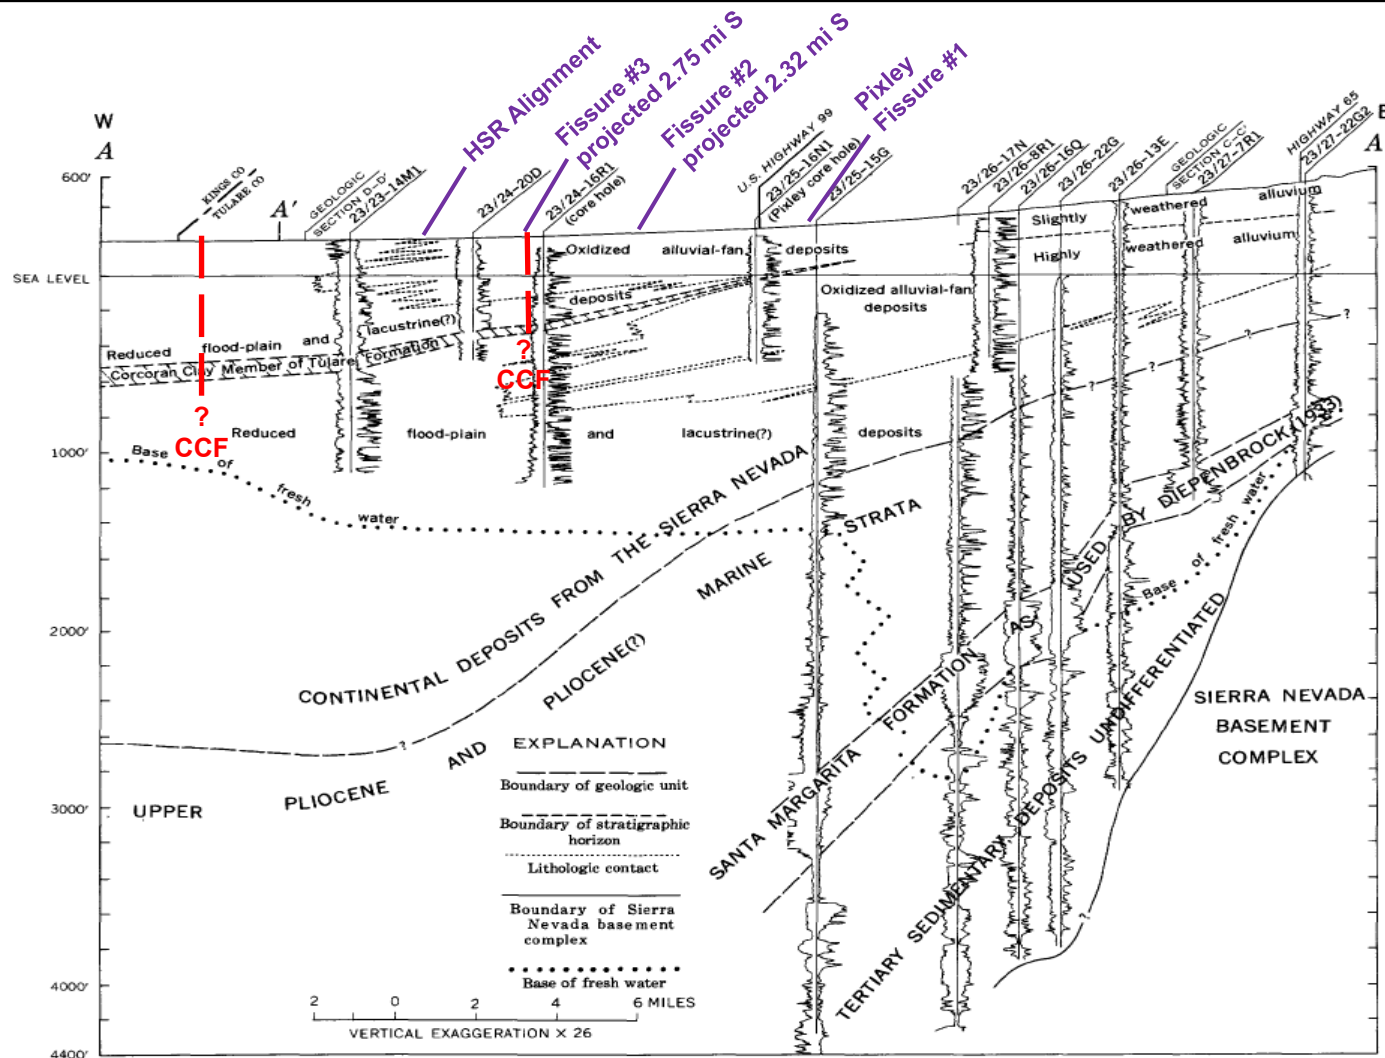 HSR Alignment
Fissure #3
projected 2.75 mi S
Fissure #2
projected 2.32 mi S
Pixley
Fissure #1
W
A
E
A
KINGS CO
TULARE CO
A'
GEOLOGIC
SECTION D-D'
23/23-14M1
23/24-20D
23/24-16R1
(core hole)
U.S. HIGHWAY 99
23/25-16N1
(Pixley core hole)
23/25-15G
23/26-17N
23/26-8R1
23/26-16Q
23/26-22G
23/26-13E
GEOLOGIC
SECTION C-C'
23/27-7R1
HIGHWAY 65
23/27-22G2
600'
SEA LEVEL
1000'
2000'
3000'
4000'
4400'
Slightly weathered alluvium
Highly weathered alluvium
Oxidized alluvial-fan deposits
deposits
Oxidized alluvial-fan
deposits
Reduced flood-plain and lacustrine(?)
Corcoran Clay Member of Tulare Formation
?
CCF
?
CCF
Reduced flood-plain and lacustrine(?) deposits
Base of fresh water
CONTINENTAL DEPOSITS FROM THE SIERRA NEVADA
UPPER PLIOCENE AND PLIOCENE(?) MARINE STRATA
SANTA MARGARITA FORMATION AS USED BY DIEPENBROCK (1933)
Base of fresh water
TERTIARY SEDIMENTARY DEPOSITS UNDIFFERENTIATED
SIERRA NEVADA
BASEMENT
COMPLEX
?
?
?
?
?
?
?
EXPLANATION
Boundary of geologic unit
Boundary of stratigraphic
horizon
Lithologic contact
Boundary of Sierra
Nevada basement
complex
Base of fresh water
2 0 2 4 6 MILES
VERTICAL EXAGGERATION × 26